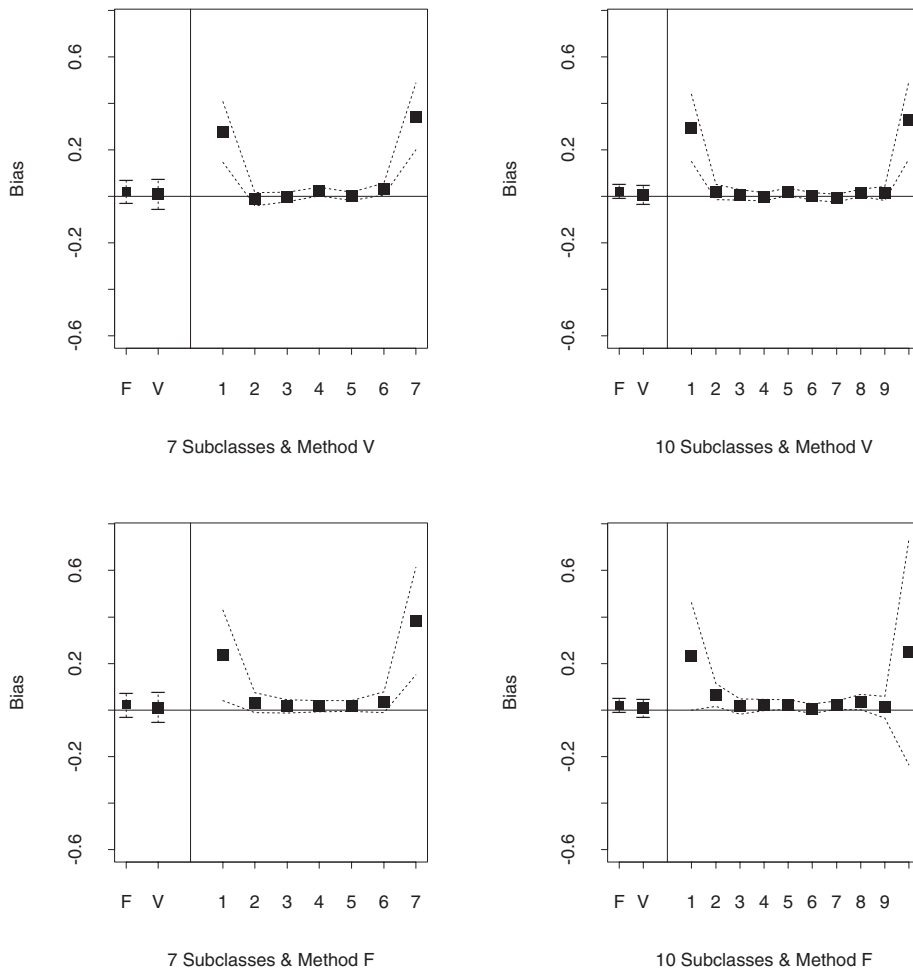 Bias
0.6
0.2
-0.2
-0.6
F V 1 2 3 4 5 6 7
7 Subclasses & Method V
Bias
0.6
0.2
-0.2
-0.6
F V 1 2 3 4 5 6 7 8 9
10 Subclasses & Method V
Bias
0.6
0.2
-0.2
-0.6
F V 1 2 3 4 5 6 7
7 Subclasses & Method F
Bias
0.6
0.2
-0.2
-0.6
F V 1 2 3 4 5 6 7 8 9
10 Subclasses & Method F